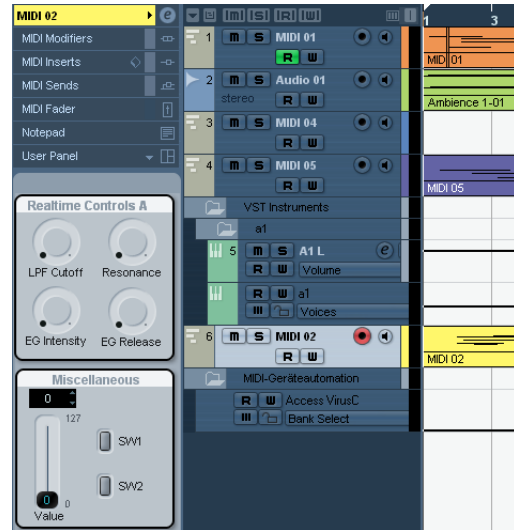 MIDI 02
MIDI Modifiers
MIDI Inserts
MIDI Sends
MIDI Fader
Notepad
User Panel
Realtime Controls A
LPF Cutoff Resonance
EG Intensity EG Release
Miscellaneous
0
127
SW1
SW2
0 0
Value
m S R W
1 m S MIDI 01
R W
2 m S Audio 01
stereo R W
3 m S MIDI 04
R W
4 m S MIDI 05
R W
VST Instruments
a1
5 m S A1 L e
R W Volume
R W a1
Voices
6 m S MIDI 02
R W
MIDI-Geräteautomation
R W Access VirusC
Bank Select
1 3
MIDI 01
Ambience 1-01
MIDI 05
MIDI 02